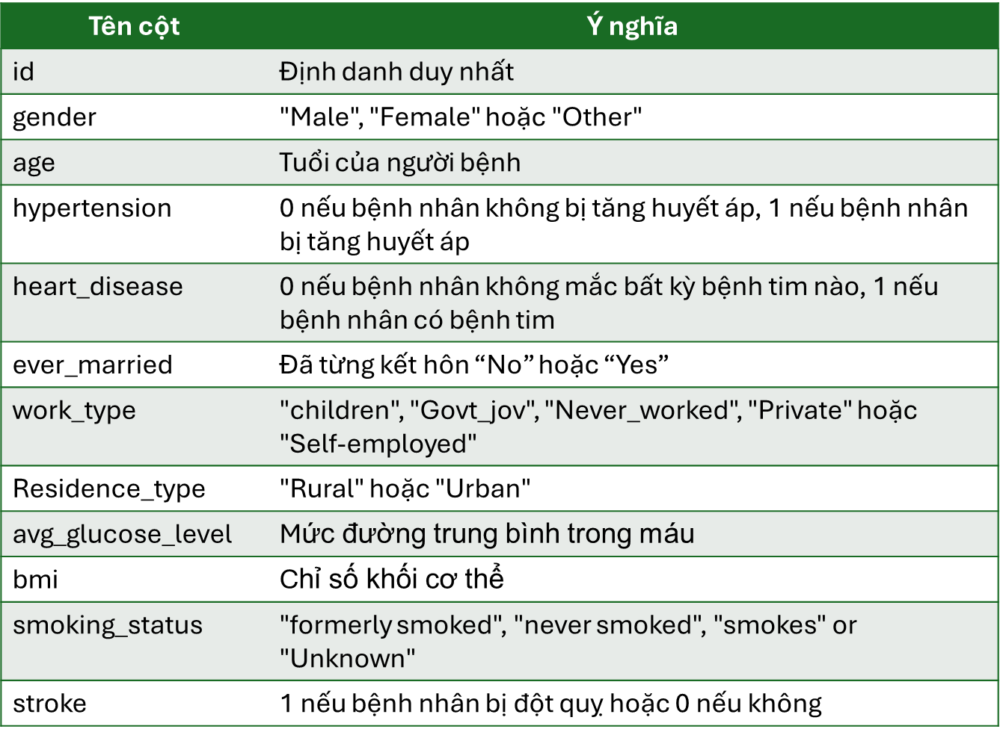 Tên cột Ý nghĩa
id Định danh duy nhất
gender "Male", "Female" hoặc "Other"
age Tuổi của người bệnh
hypertension 0 nếu bệnh nhân không bị tăng huyết áp, 1 nếu bệnh nhân
bị tăng huyết áp
heart_disease 0 nếu bệnh nhân không mắc bất kỳ bệnh tim nào, 1 nếu
bệnh nhân có bệnh tim
ever_married Đã từng kết hôn “No” hoặc “Yes”
work_type "children", "Govt_jov", "Never_worked", "Private" hoặc
"Self-employed"
Residence_type "Rural" hoặc "Urban"
avg_glucose_level Mức đường trung bình trong máu
bmi Chỉ số khối cơ thể
smoking_status "formerly smoked", "never smoked", "smokes" or
"Unknown"
stroke 1 nếu bệnh nhân bị đột quỵ hoặc 0 nếu không